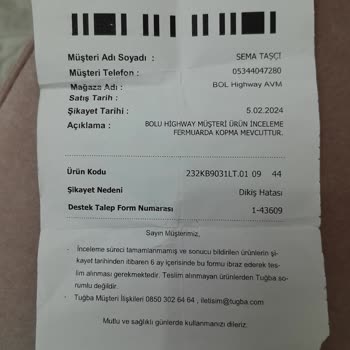 Müşteri Adı Soyadı : SEMA TAŞÇI
Müşteri Telefon : 05344047280
Mağaza Adı : BOL Highway AVM
Satış Tarih :
Şikayet Tarihi : 5.02.2024
Açıklama : BOLU HİGHWAY MÜŞTERİ ÜRÜN İNCELEME
FERMUARDA KOPMA MEVCUTTUR.
Ürün Kodu 232KB9031LT.01 09 44
Şikayet Nedeni Dikiş Hatası
Destek Talep Form Numarası 1-43609
Sayın Müşterimiz,
- İnceleme süreci tamamlanmamış ve sonucu bildirilen ürünlerin şi-
kayet tarihinden itibaren 6 ay içerisinde bu formu ibraz ederek tes-
lim alınması gerekmektedir. Teslim alınmayan ürünlerden Tuğba so-
rumlu değildir.
- Tuğba Müşteri İlişkileri 0850 302 64 64 , iletisim@tugba.com
Mutlu ve sağlıklı günlerde kullanmanızı dileriz.